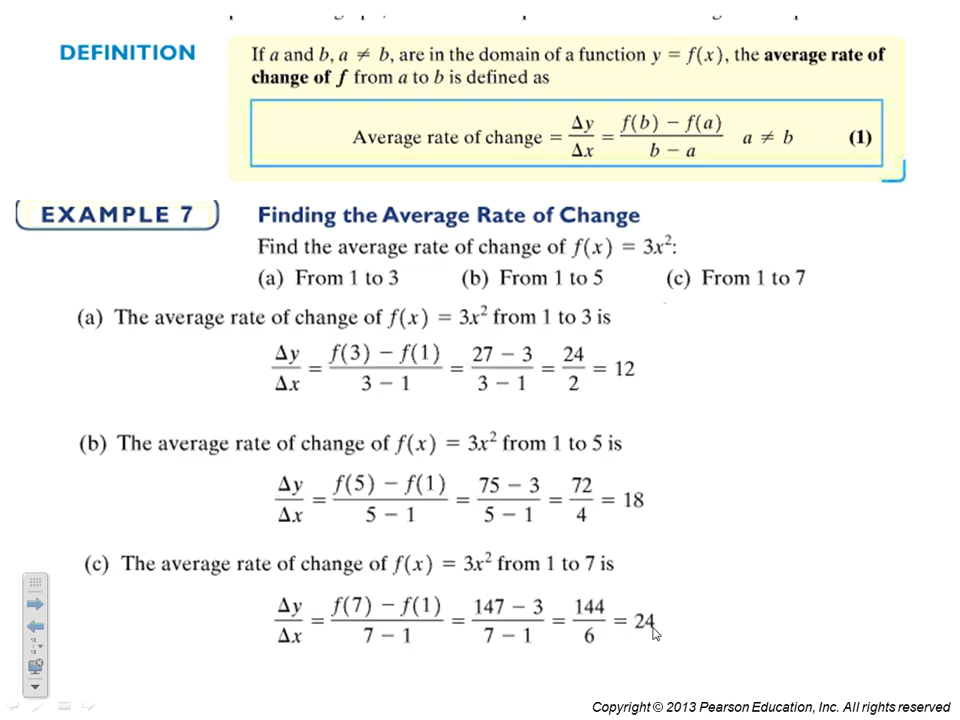 DEFINITION
If a and b, a ≠ b, are in the domain of a function y = f(x), the average rate of
change of f from a to b is defined as
Average rate of change = Δy/Δx = (f(b) − f(a))/(b − a)   a ≠ b   (1)
EXAMPLE 7   Finding the Average Rate of Change
Find the average rate of change of f(x) = 3x²:
(a) From 1 to 3   (b) From 1 to 5   (c) From 1 to 7
(a) The average rate of change of f(x) = 3x² from 1 to 3 is
Δy/Δx = (f(3) − f(1))/(3 − 1) = (27 − 3)/(3 − 1) = 24/2 = 12
(b) The average rate of change of f(x) = 3x² from 1 to 5 is
Δy/Δx = (f(5) − f(1))/(5 − 1) = (75 − 3)/(5 − 1) = 72/4 = 18
(c) The average rate of change of f(x) = 3x² from 1 to 7 is
Δy/Δx = (f(7) − f(1))/(7 − 1) = (147 − 3)/(7 − 1) = 144/6 = 24
Copyright © 2013 Pearson Education, Inc. All rights reserved